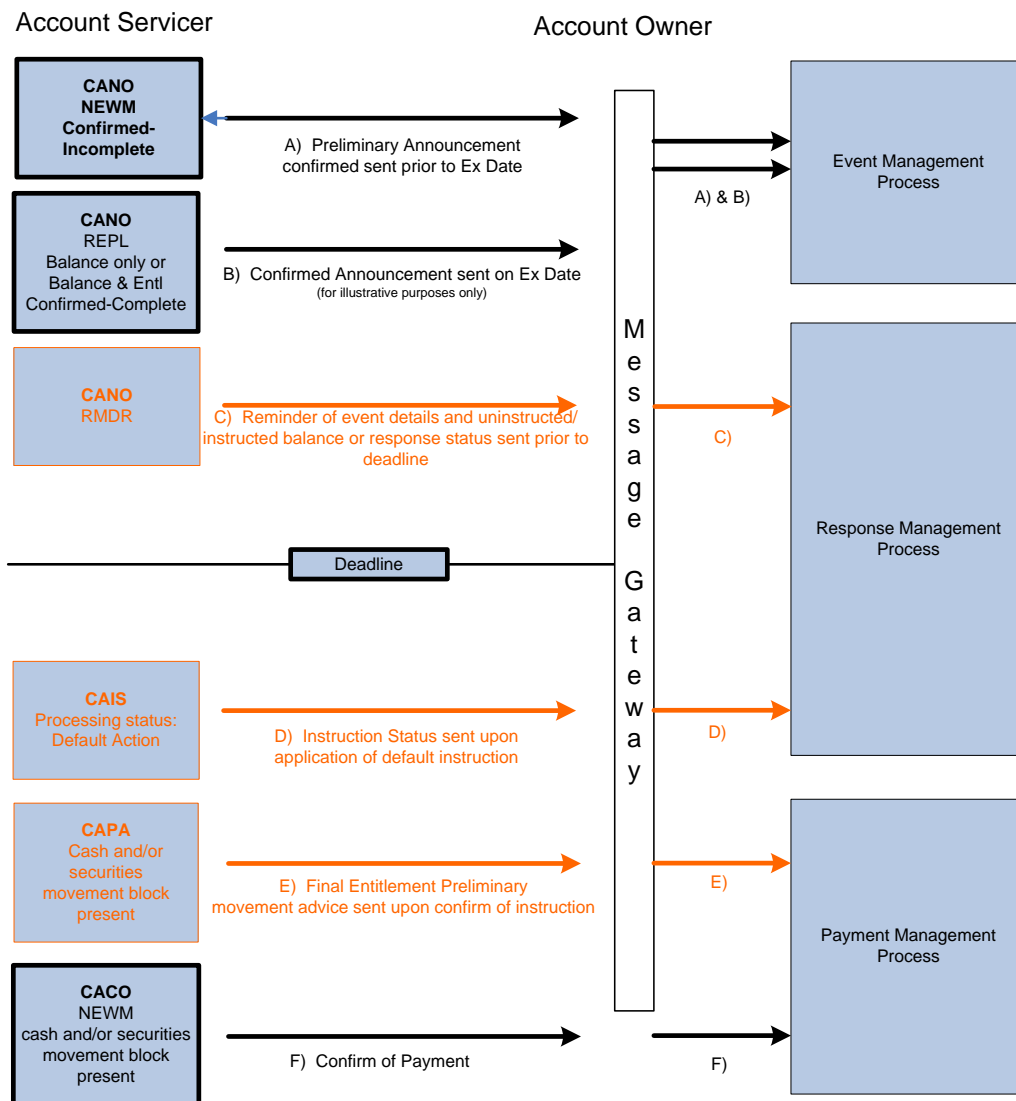 Account Servicer
Account Owner
CANO
NEWM
Confirmed-
Incomplete
A) Preliminary Announcement
confirmed sent prior to Ex Date
A) & B)
Event Management
Process
CANO
REPL
Balance only or
Balance & Entl
Confirmed-Complete
B) Confirmed Announcement sent on Ex Date
(for illustrative purposes only)
Message Gateway
CANO
RMDR
C) Reminder of event details and uninstructed/
instructed balance or response status sent prior to
deadline
C)
Response Management
Process
Deadline
CAIS
Processing status:
Default Action
D) Instruction Status sent upon
application of default instruction
D)
CAPA
Cash and/or
securities
movement block
present
E) Final Entitlement Preliminary
movement advice sent upon confirm of instruction
E)
Payment Management
Process
CACO
NEWM
cash and/or securities
movement block
present
F) Confirm of Payment
F)